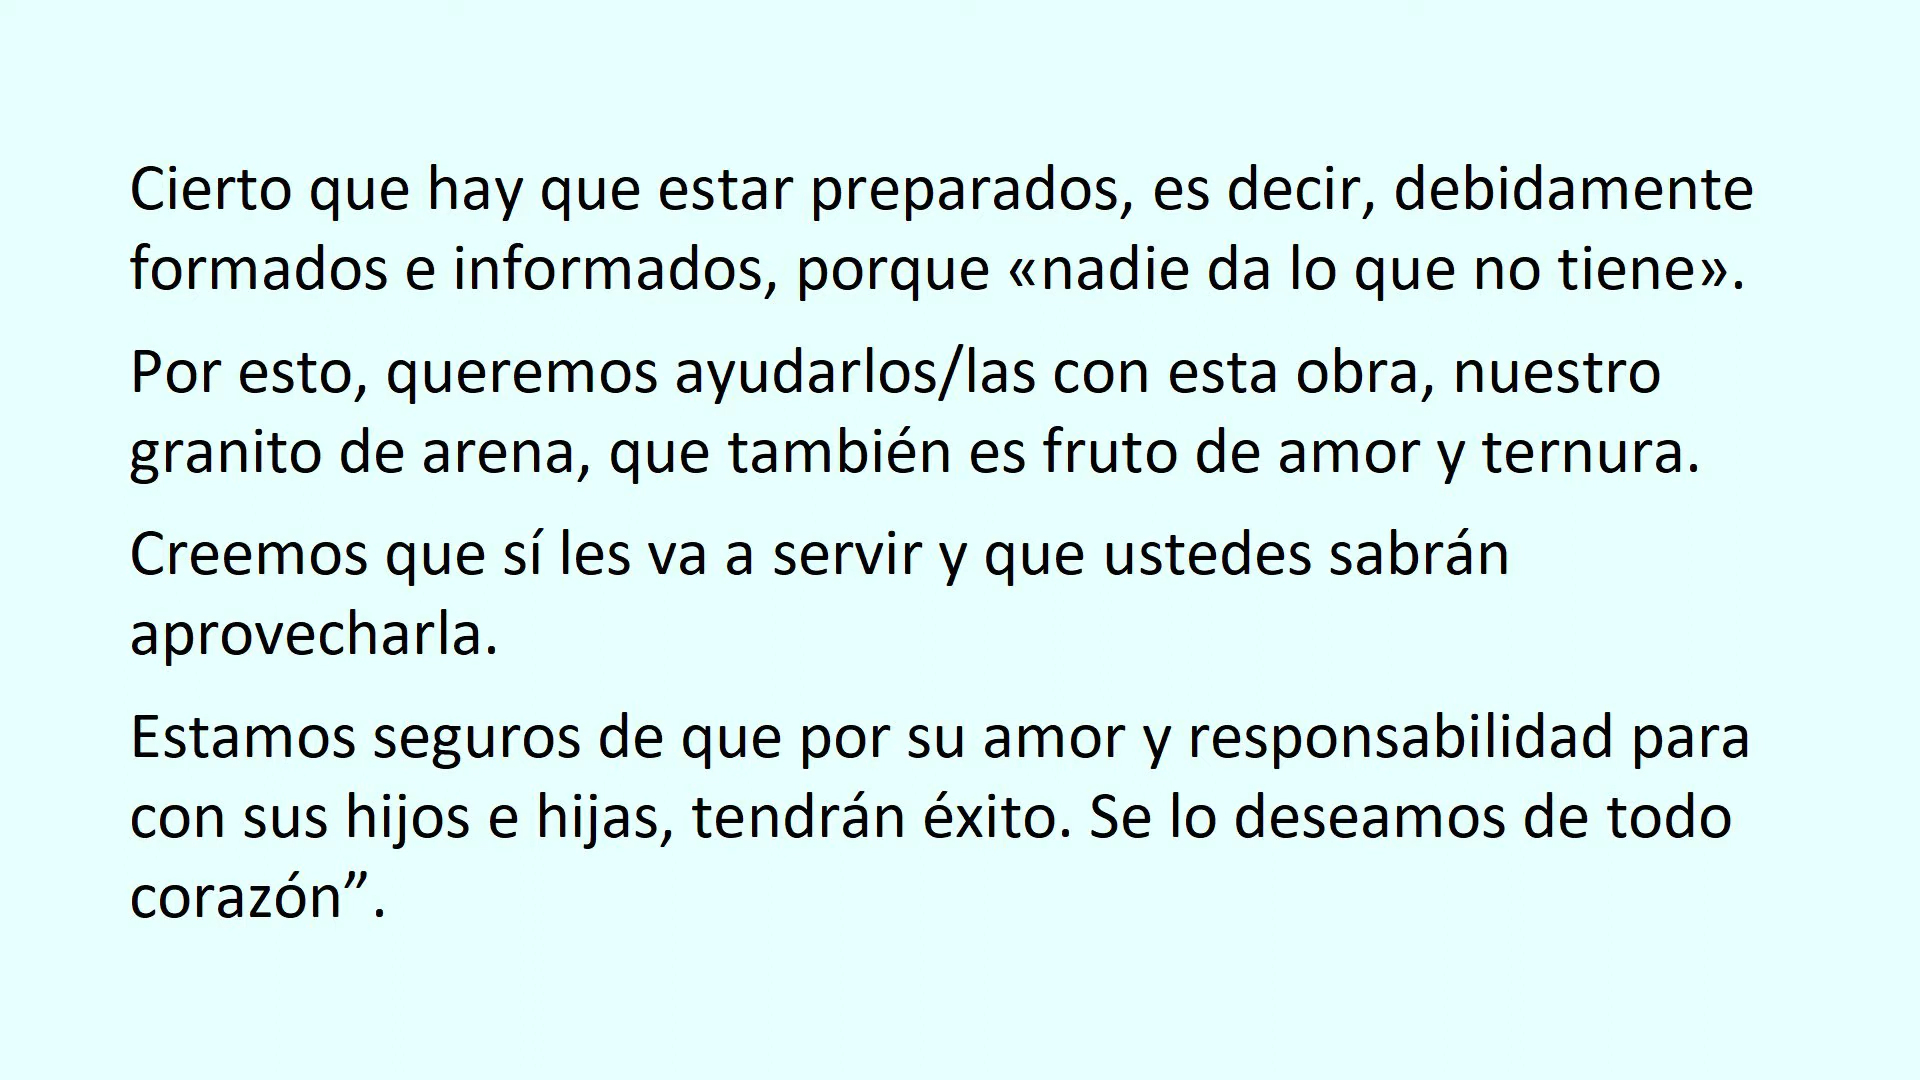 Cierto que hay que estar preparados, es decir, debidamente
formados e informados, porque «nadie da lo que no tiene».
Por esto, queremos ayudarlos/las con esta obra, nuestro
granito de arena, que también es fruto de amor y ternura.
Creemos que sí les va a servir y que ustedes sabrán
aprovecharla.
Estamos seguros de que por su amor y responsabilidad para
con sus hijos e hijas, tendrán éxito. Se lo deseamos de todo
corazón”.